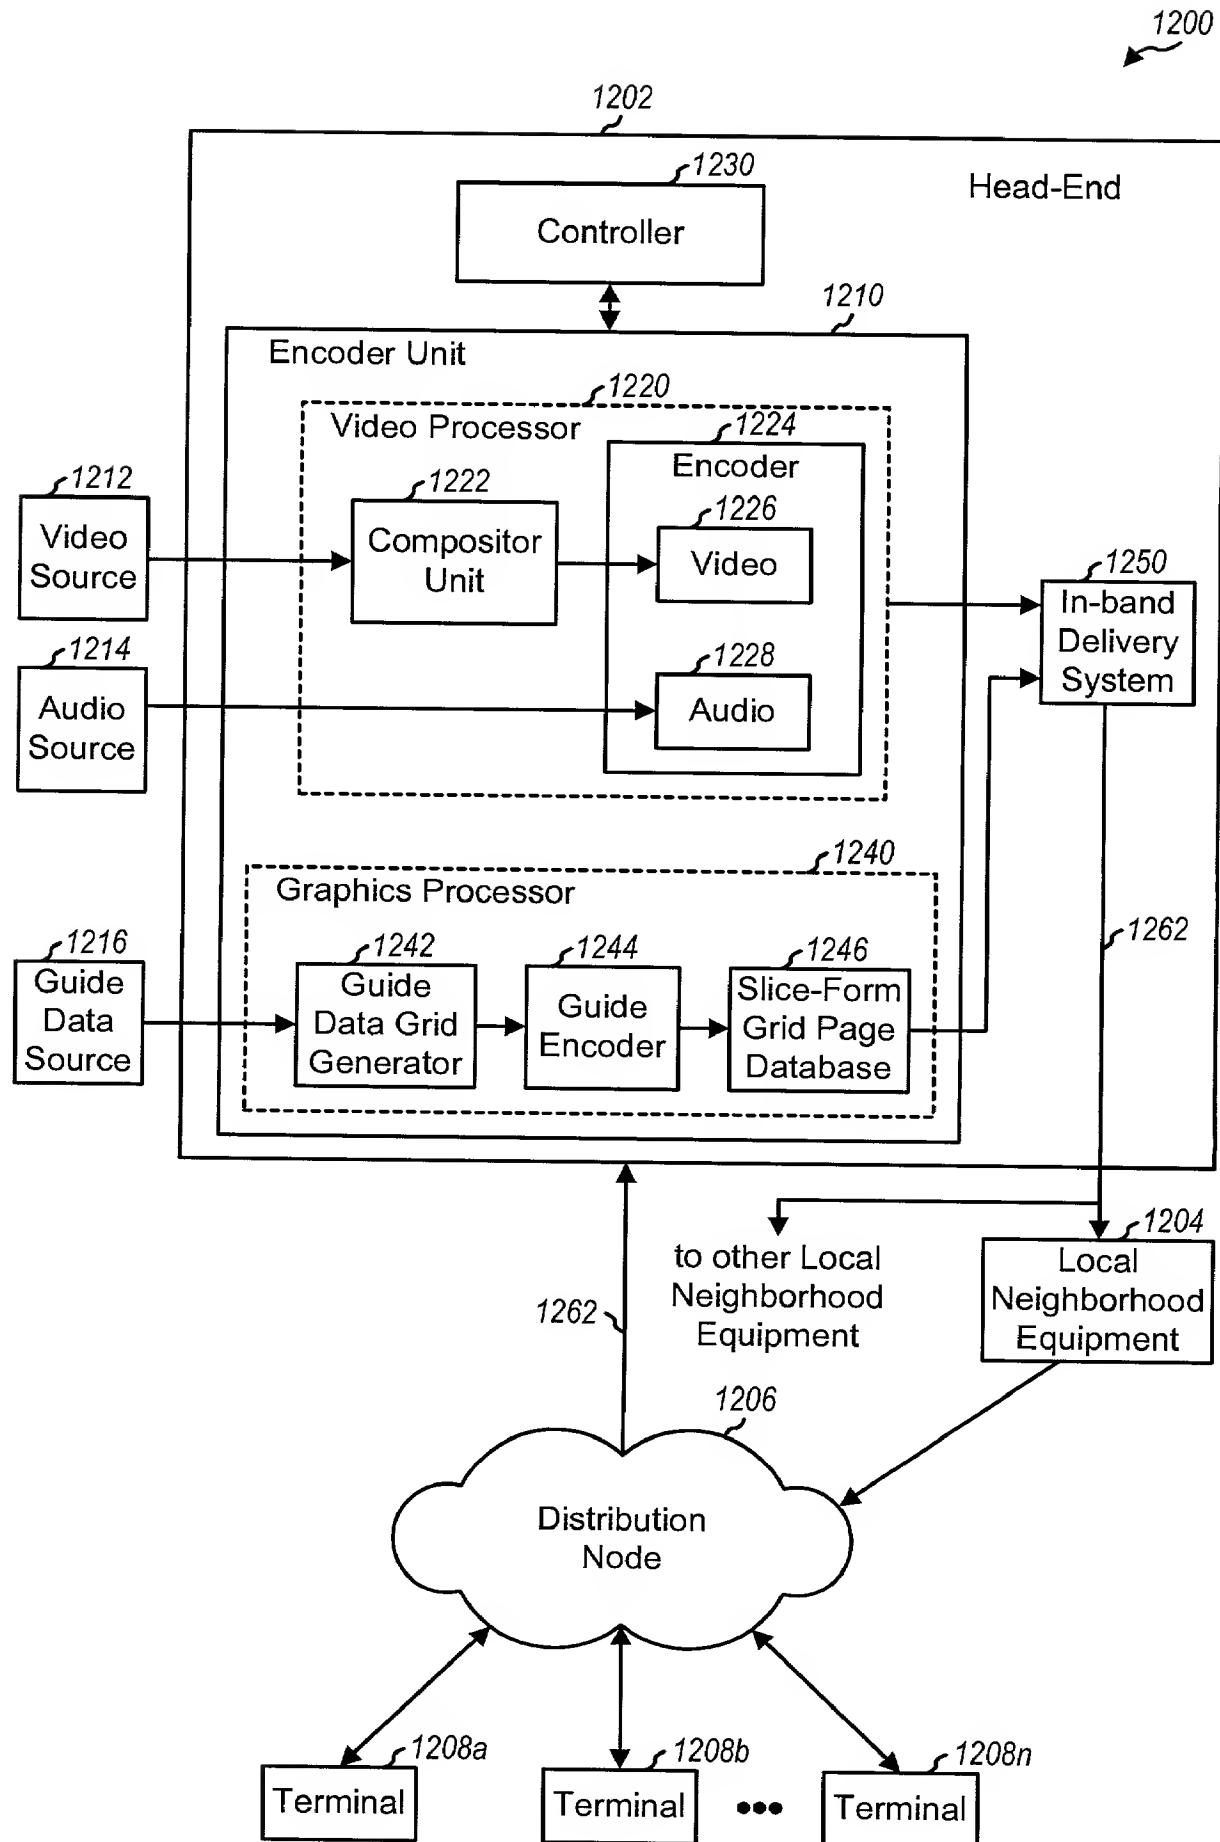 1200
1202
Head-End
1230
Controller
1210
Encoder Unit
1220
Video Processor
1224
Encoder
1212
Video
Source
1222
Compositor
Unit
1226
Video
1250
In-band
Delivery
System
1214
Audio
Source
1228
Audio
1240
Graphics Processor
1216
Guide
Data
Source
1242
Guide
Data Grid
Generator
1244
Guide
Encoder
1246
Slice-Form
Grid Page
Database
1262
to other Local
Neighborhood
Equipment
1204
Local
Neighborhood
Equipment
1262
1206
Distribution
Node
1208a
Terminal
1208b
Terminal
•••
1208n
Terminal